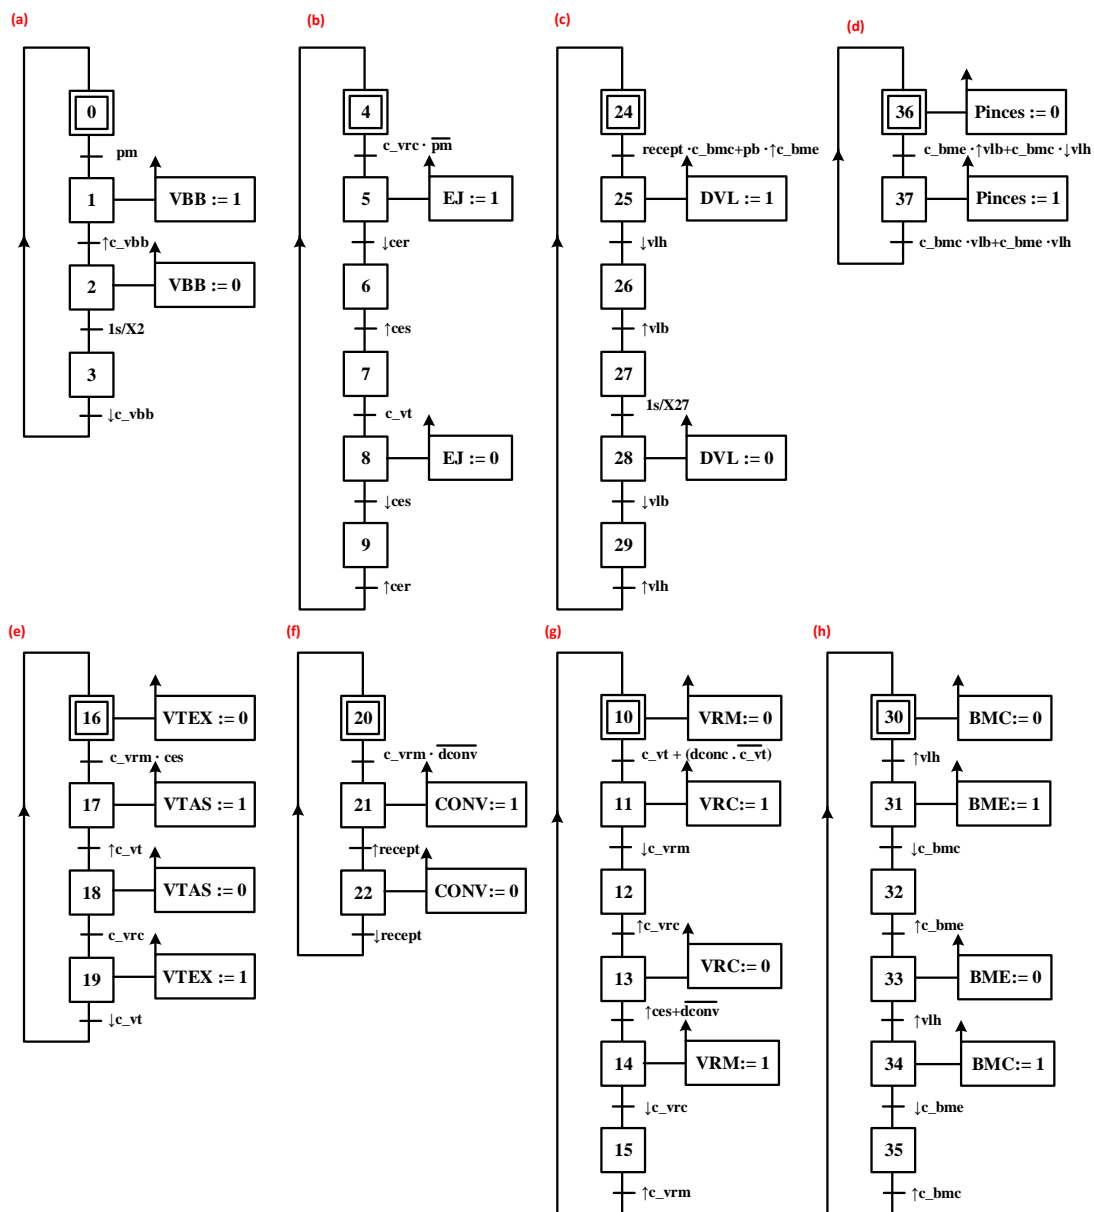 (a)
0
pm
1
VBB := 1
↑c_vbb
2
VBB := 0
1s/X2
3
↓c_vbb
(b)
4
c_vrc · p̅m̅
5
EJ := 1
↓cer
6
↑ces
7
c_vt
8
EJ := 0
↓ces
9
↑cer
(c)
24
recept ·c_bmc+pb ·↑c_bme
25
DVL := 1
↓vlh
26
↑vlb
27
1s/X27
28
DVL := 0
↓vlb
29
↑vlh
(d)
36
Pinces := 0
c_bme ·↑vlb+c_bmc ·↓vlh
37
Pinces := 1
c_bmc ·vlb+c_bme ·vlh
(e)
16
VTEX := 0
c_vrm · ces
17
VTAS := 1
↑c_vt
18
VTAS := 0
c_vrc
19
VTEX := 1
↓c_vt
(f)
20
c_vrm · d̅c̅o̅n̅v̅
21
CONV:= 1
↑recept
22
CONV:= 0
↓recept
(g)
10
VRM:= 0
c_vt + (dconc . c̅_̅v̅t̅)
11
VRC:= 1
↓c_vrm
12
↑c_vrc
13
VRC:= 0
↑ces+d̅c̅o̅n̅v̅
14
VRM:= 1
↓c_vrc
15
↑c_vrm
(h)
30
BMC:= 0
↑vlh
31
BME:= 1
↓c_bmc
32
↑c_bme
33
BME:= 0
↑vlh
34
BMC:= 1
↓c_bme
35
↑c_bmc